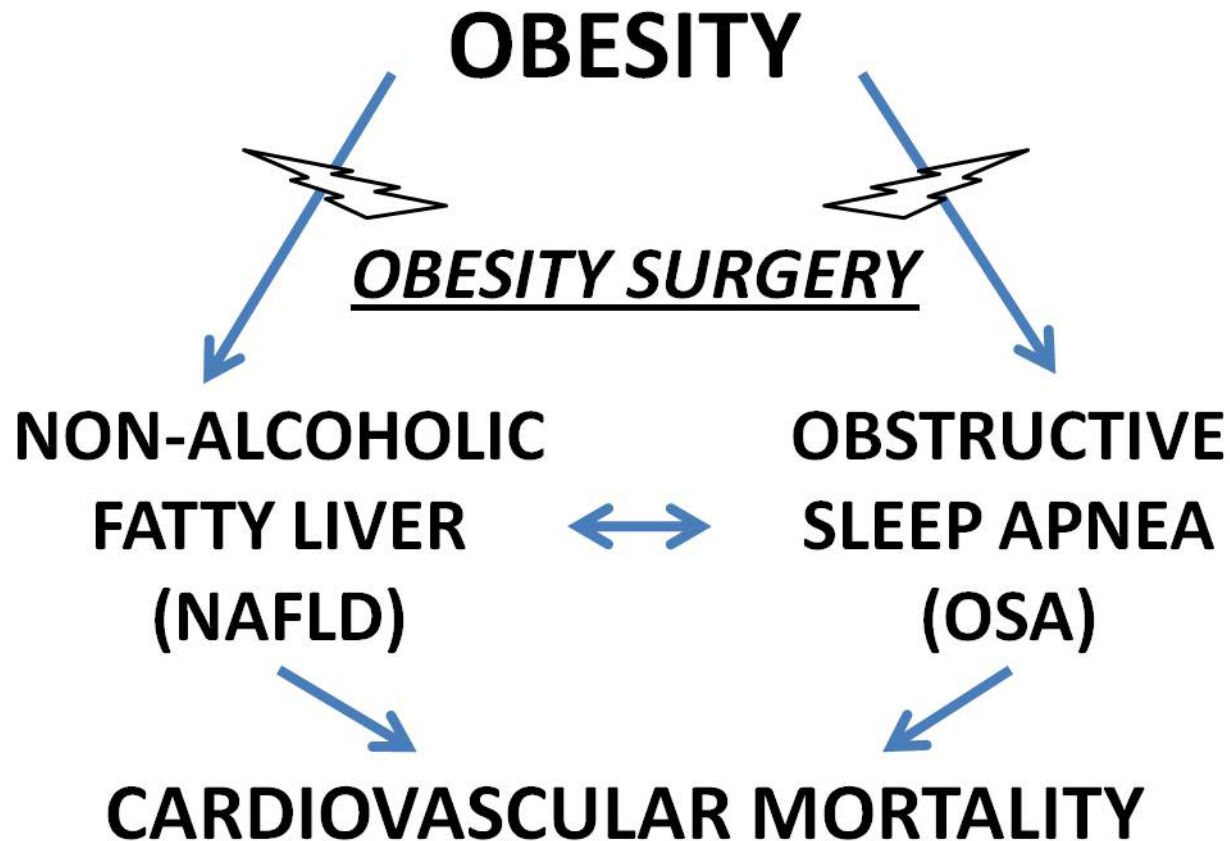 OBESITY
OBESITY SURGERY
NON-ALCOHOLIC
FATTY LIVER
(NAFLD)
OBSTRUCTIVE
SLEEP APNEA
(OSA)
CARDIOVASCULAR MORTALITY